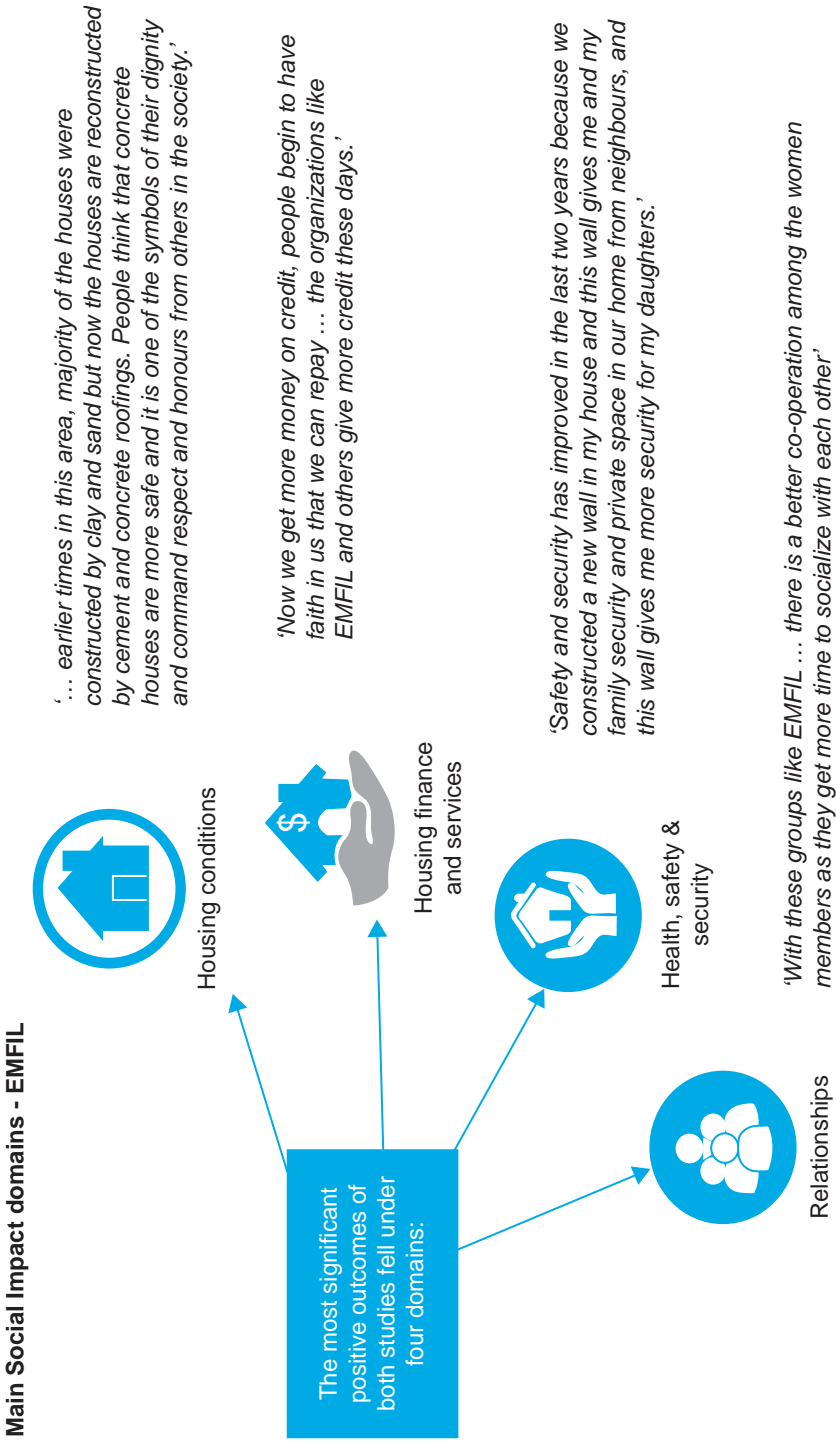 Main Social Impact domains - EMFIL
The most significant
positive outcomes of
both studies fell under
four domains:
Housing conditions
‘… earlier times in this area, majority of the houses were
constructed by clay and sand but now the houses are reconstructed
by cement and concrete roofings. People think that concrete
houses are more safe and it is one of the symbols of their dignity
and command respect and honours from others in the society.’
$
Housing finance
and services
‘Now we get more money on credit, people begin to have
faith in us that we can repay … the organizations like
EMFIL and others give more credit these days.’
Health, safety &
security
‘Safety and security has improved in the last two years because we
constructed a new wall in my house and this wall gives me and my
family security and private space in our home from neighbours, and
this wall gives me more security for my daughters.’
Relationships
‘With these groups like EMFIL … there is a better co-operation among the women
members as they get more time to socialize with each other’